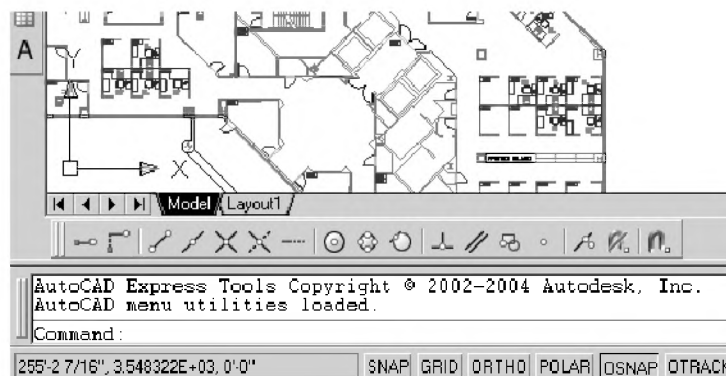 A
Y
X
Model Layout1
AutoCAD Express Tools Copyright © 2002-2004 Autodesk, Inc.
AutoCAD menu utilities loaded.
Command:
255'-2 7/16", 3.548322E+03, 0'-0" SNAP GRID ORTHO POLAR OSNAP OTRACK